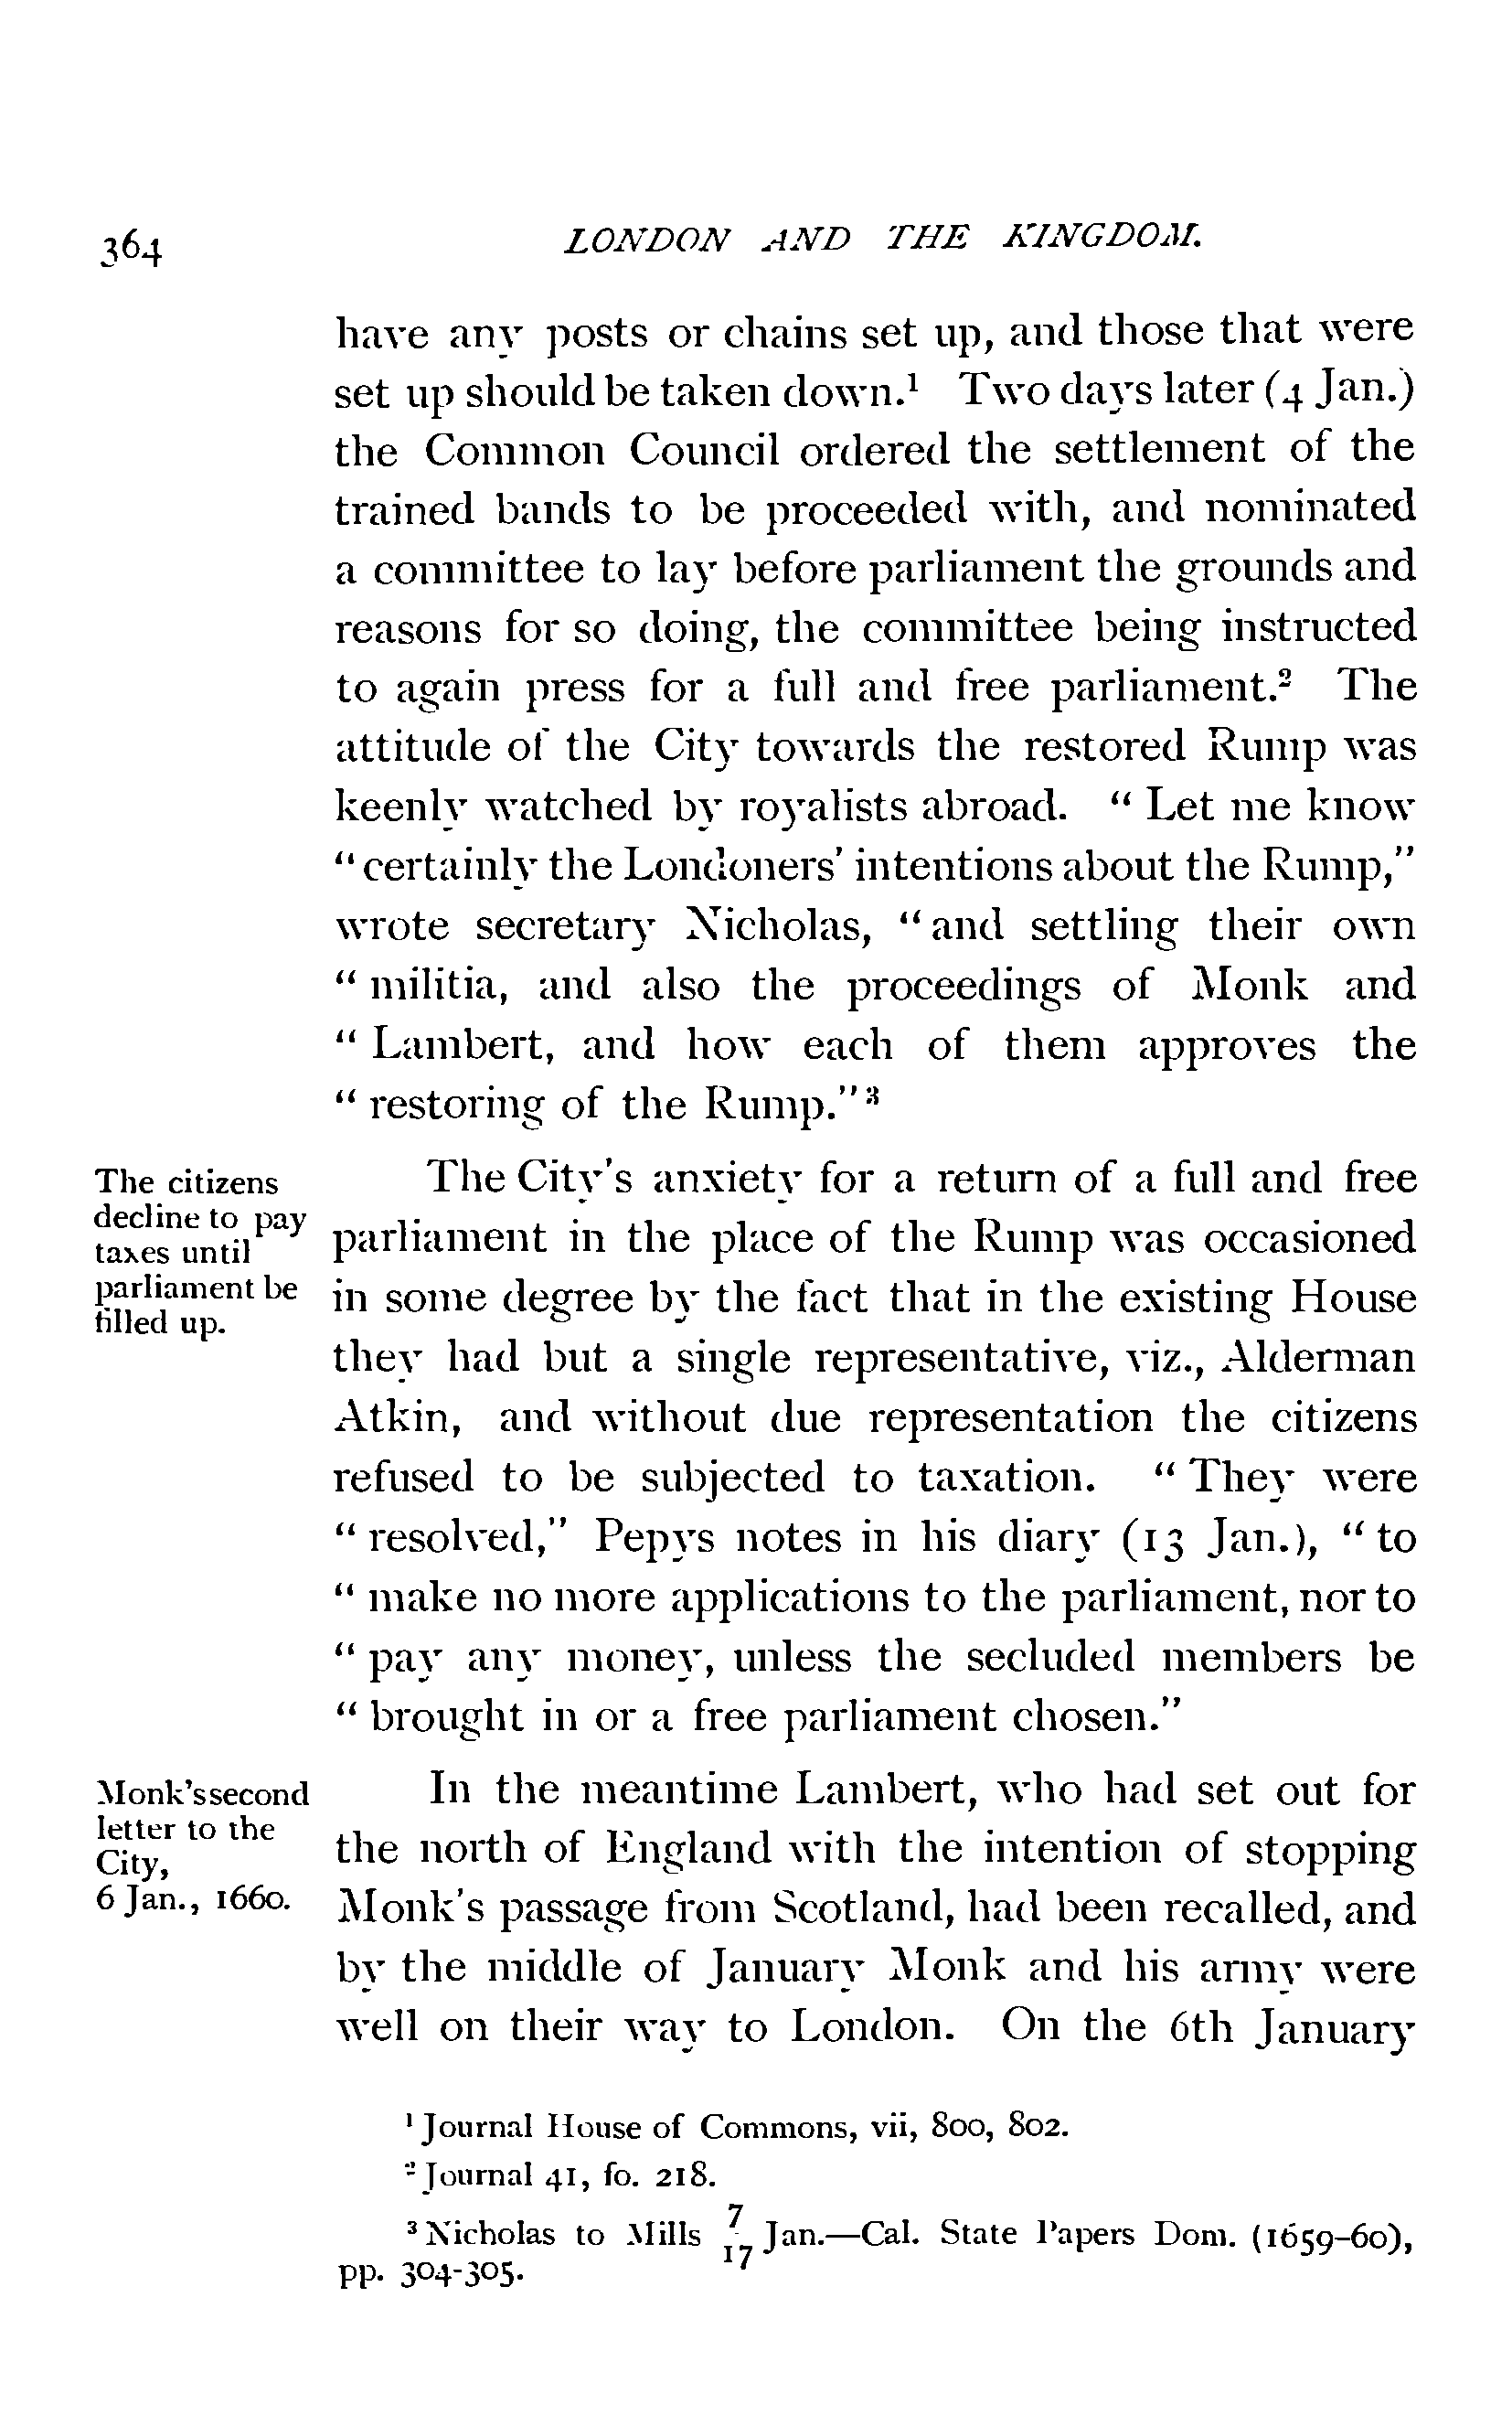 364 LONDON AND THE KINGDOM.
have any posts or chains set up, and those that were
set up should be taken down.¹ Two days later (4 Jan.)
the Common Council ordered the settlement of the
trained bands to be proceeded with, and nominated
a committee to lay before parliament the grounds and
reasons for so doing, the committee being instructed
to again press for a full and free parliament.² The
attitude of the City towards the restored Rump was
keenly watched by royalists abroad. “ Let me know
“ certainly the Londoners’ intentions about the Rump,”
wrote secretary Nicholas, “ and settling their own
“ militia, and also the proceedings of Monk and
“ Lambert, and how each of them approves the
“ restoring of the Rump.” ³
The citizens
decline to pay
taxes until
parliament be
filled up.
The City’s anxiety for a return of a full and free
parliament in the place of the Rump was occasioned
in some degree by the fact that in the existing House
they had but a single representative, viz., Alderman
Atkin, and without due representation the citizens
refused to be subjected to taxation. “ They were
“ resolved,” Pepys notes in his diary (13 Jan.), “ to
“ make no more applications to the parliament, nor to
“ pay any money, unless the secluded members be
“ brought in or a free parliament chosen.”
Monk’s second
letter to the
City,
6 Jan., 1660.
In the meantime Lambert, who had set out for
the north of England with the intention of stopping
Monk’s passage from Scotland, had been recalled, and
by the middle of January Monk and his army were
well on their way to London. On the 6th January
¹ Journal House of Commons, vii, 800, 802.
² Journal 41, fo. 218.
³ Nicholas to Mills 7/17 Jan.—Cal. State Papers Dom. (1659-60),
pp. 304-305.